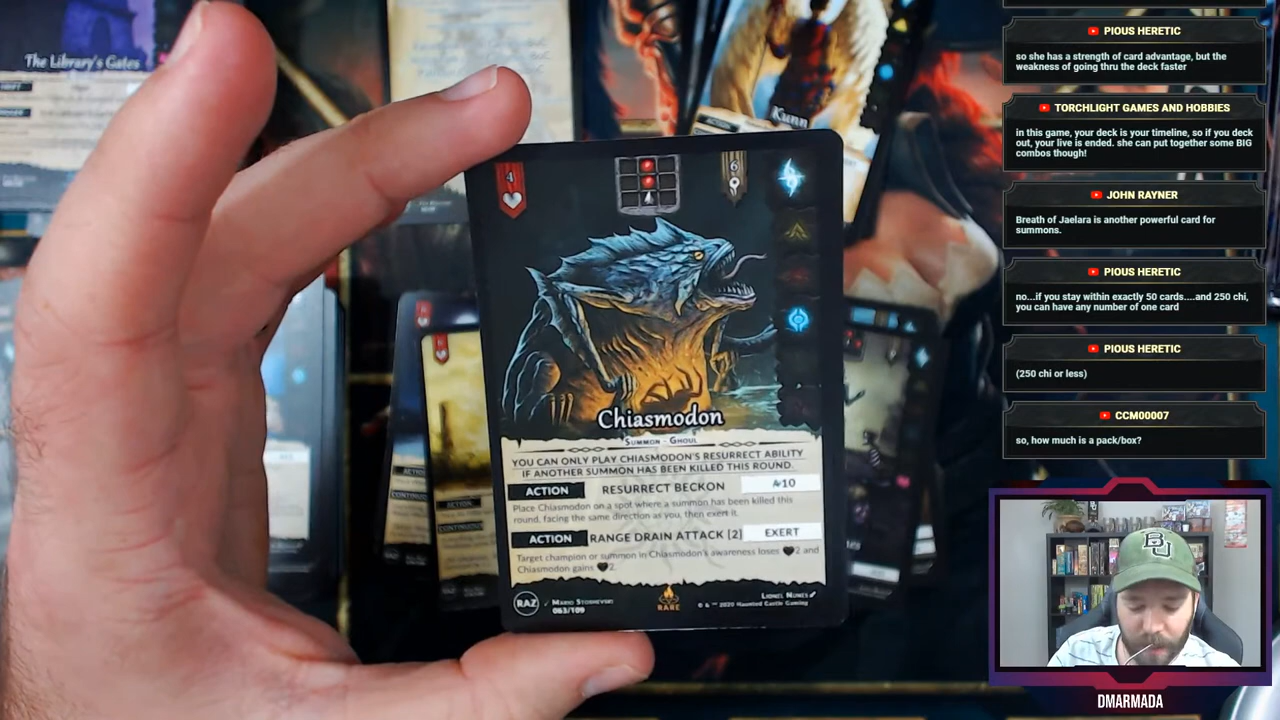 The Library's Gates
Kunn
ACTION
4
6
Chiasmodon
Summon - Ghoul
YOU CAN ONLY PLAY CHIASMODON'S RESURRECT ABILITY
IF ANOTHER SUMMON HAS BEEN KILLED THIS ROUND.
ACTION RESURRECT BECKON 10
Place Chiasmodon on a spot where a summon has been killed this
round, facing the same direction as you, then exert it.
ACTION RANGE DRAIN ATTACK [2] EXERT
Target champion or summon in Chiasmodon's awareness loses 2 and
Chiasmodon gains 2.
RAZ
Mario Stoshevski
063/109
RARE
Lionel Nunes
© & ™ 2020 Haunted Castle Gaming
PIOUS HERETIC
so she has a strength of card advantage, but the
weakness of going thru the deck faster
TORCHLIGHT GAMES AND HOBBIES
in this game, your deck is your timeline, so if you deck
out, your live is ended. she can put together some BIG
combos though!
JOHN RAYNER
Breath of Jaelara is another powerful card for
summons.
PIOUS HERETIC
no...if you stay within exactly 50 cards....and 250 chi,
you can have any number of one card
PIOUS HERETIC
(250 chi or less)
CCM00007
so, how much is a pack/box?
BU
DMARMADA